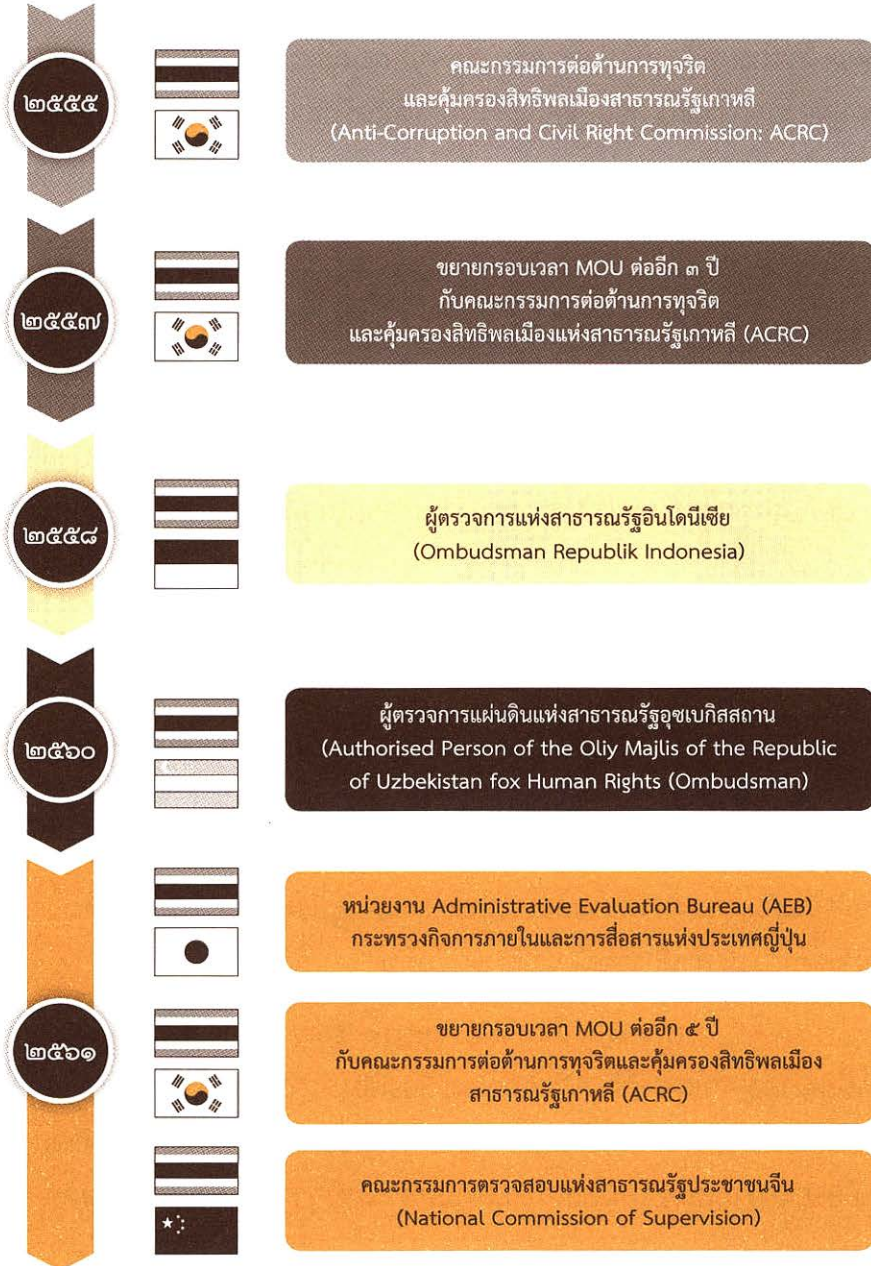 ๒๕๕๕
คณะกรรมการต่อต้านการทุจริต
และคุ้มครองสิทธิพลเมืองสาธารณรัฐเกาหลี
(Anti-Corruption and Civil Right Commission: ACRC)
๒๕๕๗
ขยายกรอบเวลา MOU ต่ออีก ๓ ปี
กับคณะกรรมการต่อต้านการทุจริต
และคุ้มครองสิทธิพลเมืองแห่งสาธารณรัฐเกาหลี (ACRC)
๒๕๕๘
ผู้ตรวจการแห่งสาธารณรัฐอินโดนีเซีย
(Ombudsman Republik Indonesia)
๒๕๖๐
ผู้ตรวจการแผ่นดินแห่งสาธารณรัฐอุซเบกิสสถาน
(Authorised Person of the Oliy Majlis of the Republic
of Uzbekistan fox Human Rights (Ombudsman)
๒๕๖๑
หน่วยงาน Administrative Evaluation Bureau (AEB)
กระทรวงกิจการภายในและการสื่อสารแห่งประเทศญี่ปุ่น
ขยายกรอบเวลา MOU ต่ออีก ๕ ปี
กับคณะกรรมการต่อต้านการทุจริตและคุ้มครองสิทธิพลเมือง
สาธารณรัฐเกาหลี (ACRC)
คณะกรรมการตรวจสอบแห่งสาธารณรัฐประชาชนจีน
(National Commission of Supervision)